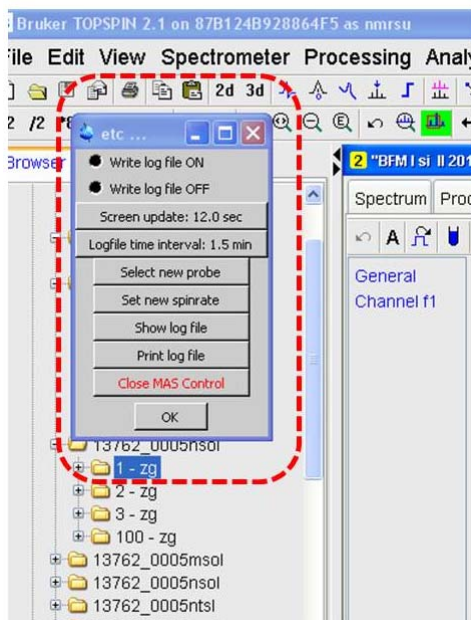 Bruker TOPSPIN 2.1 on 87B124B928864F5 as nmrsu
File Edit View Spectrometer Processing Analy
2d 3d
2 /2 *8
etc ...
Browser
2 "BFM I si II 201
Write log file ON
Write log file OFF
Spectrum Proc
Screen update: 12.0 sec
Logfile time interval: 1.5 min
A
Select new probe
General
Set new spinrate
Channel f1
Show log file
Print log file
Close MAS Control
OK
13762_0005hsol
1 - zg
2 - zg
3 - zg
100 - zg
13762_0005msol
13762_0005nsol
13762_0005ntsl